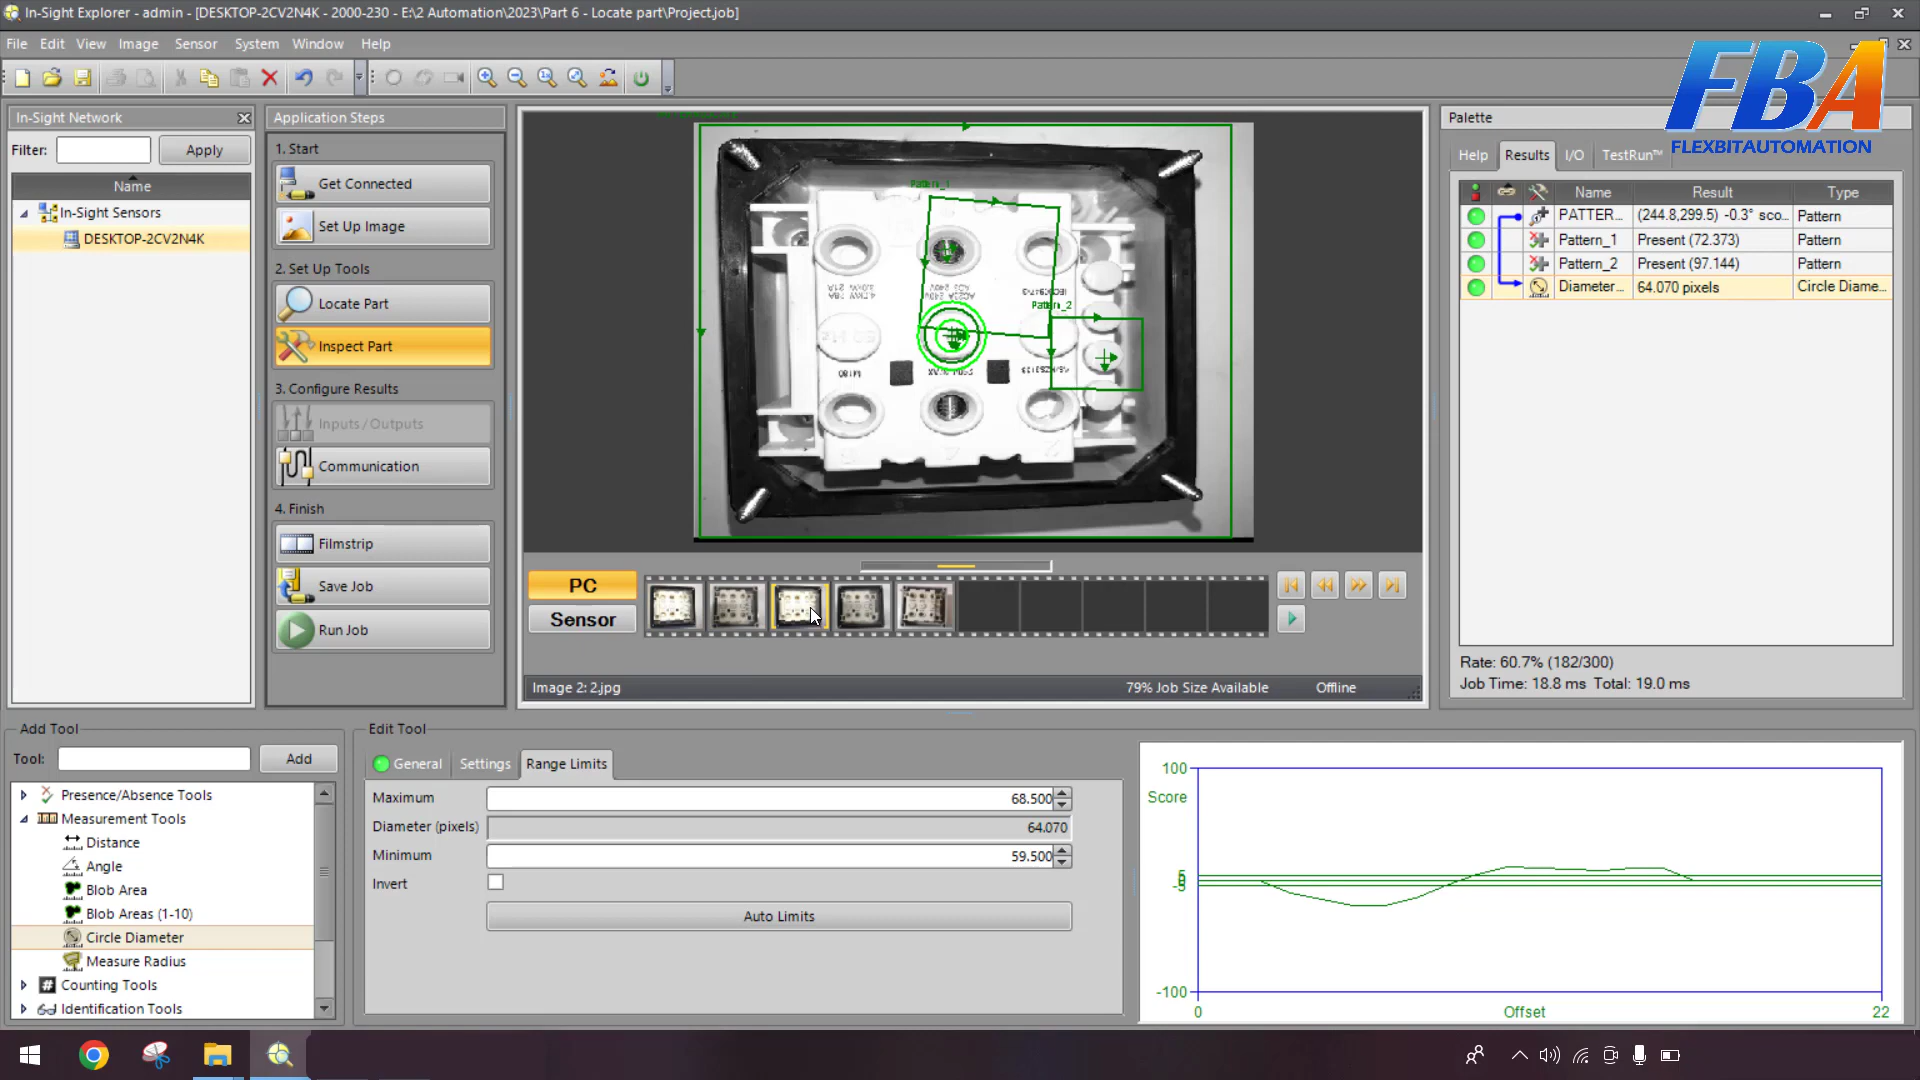 In-Sight Explorer - admin - [DESKTOP-2CV2N4K - 2000-230 - E:\2 Automation\2023\Part 6 - Locate part\Project.job]
File Edit View Image Sensor System Window Help
FBA
FLEXBITAUTOMATION
In-Sight Network
Filter: Apply
Name
In-Sight Sensors
DESKTOP-2CV2N4K
Application Steps
1. Start
Get Connected
Set Up Image
2. Set Up Tools
Locate Part
Inspect Part
3. Configure Results
Inputs / Outputs
Communication
4. Finish
Filmstrip
Save Job
Run Job
Pattern_1
Pattern_2
PC
Sensor
Image 2: 2.jpg
79% Job Size Available
Offline
Palette
Help Results I/O TestRun™
Name Result Type
PATTER... (244.8,299.5) -0.3° sco... Pattern
Pattern_1 Present (72.373) Pattern
Pattern_2 Present (97.144) Pattern
Diameter... 64.070 pixels Circle Diame...
Rate: 60.7% (182/300)
Job Time: 18.8 ms Total: 19.0 ms
Add Tool
Tool: Add
Presence/Absence Tools
Measurement Tools
Distance
Angle
Blob Area
Blob Areas (1-10)
Circle Diameter
Measure Radius
Counting Tools
Identification Tools
Edit Tool
General Settings Range Limits
Maximum 68.500
Diameter (pixels) 64.070
Minimum 59.500
Invert
Auto Limits
100
Score
-100
0 Offset 22